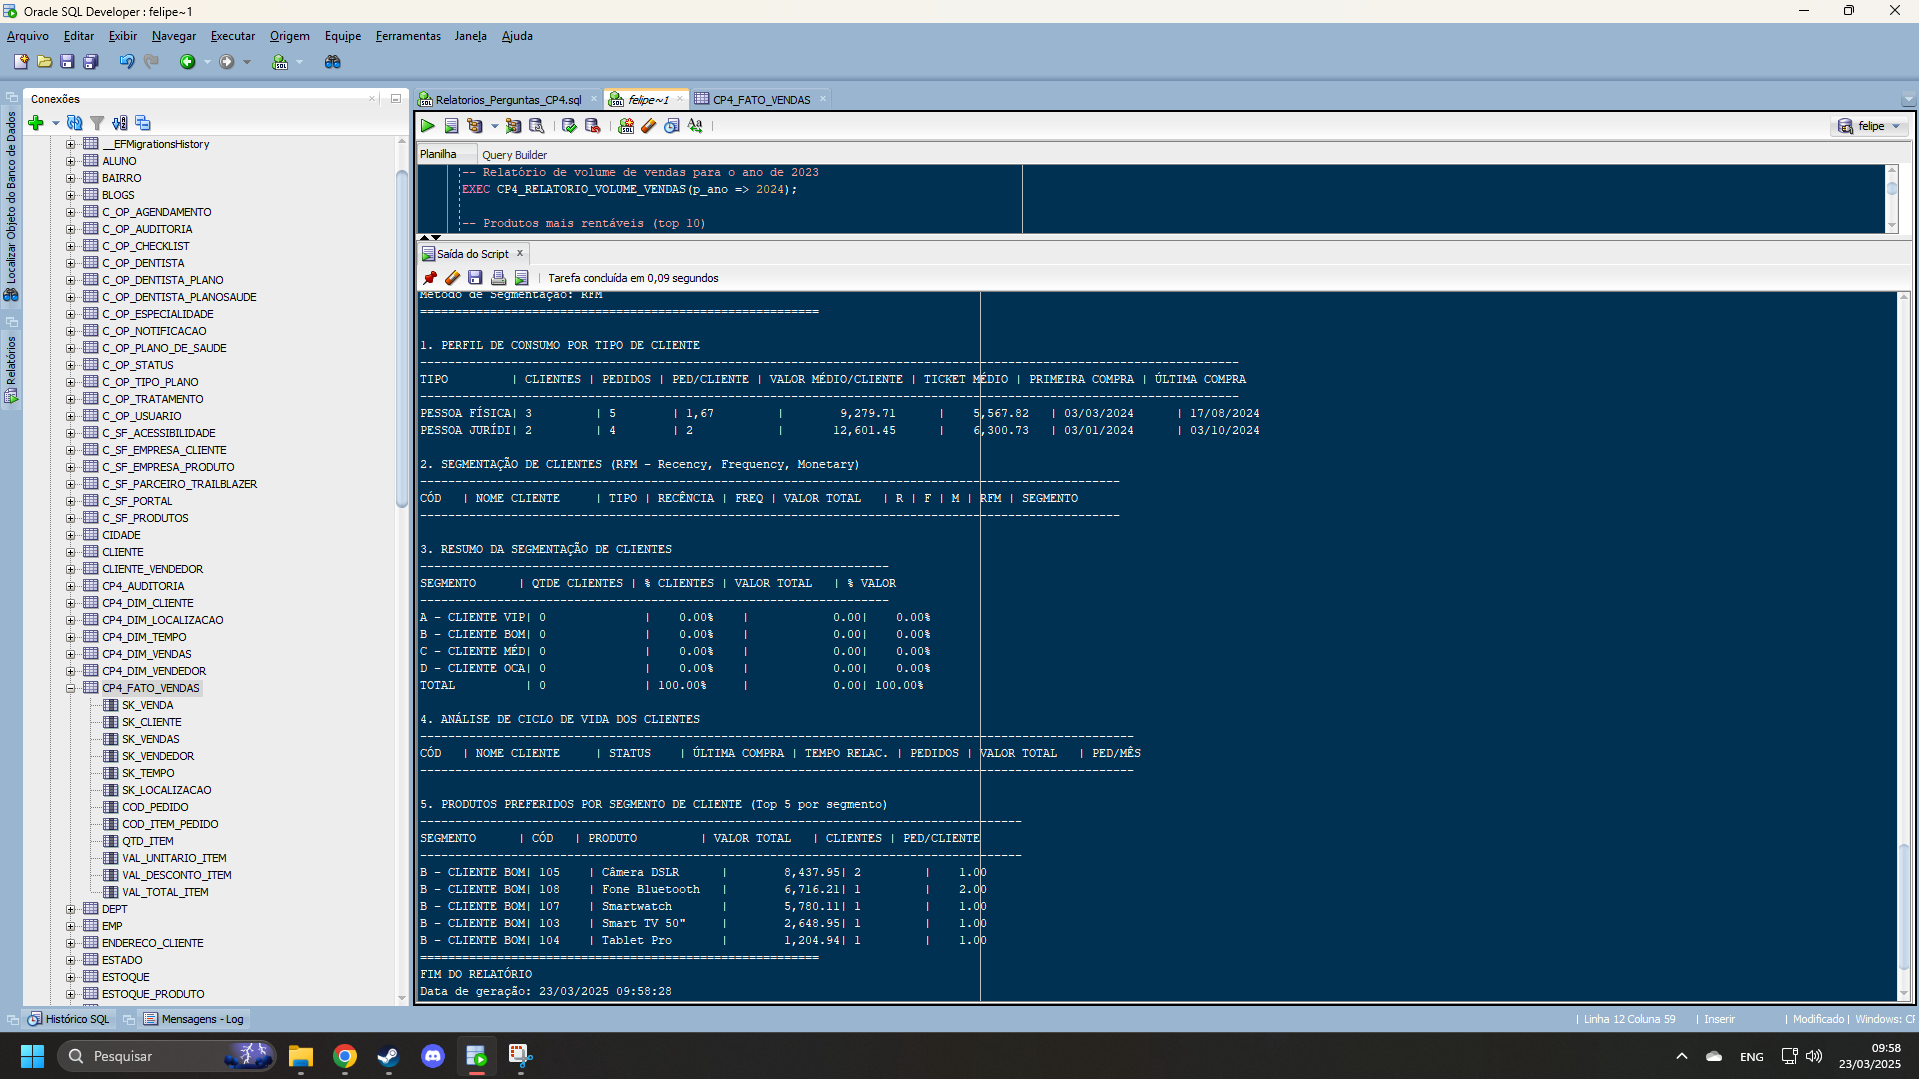 Oracle SQL Developer : felipe~1
Arquivo Editar Exibir Navegar Executar Origem Equipe Ferramentas Janela Ajuda
Localizar Objeto do Banco de Dados
Relatórios
Conexões
__EFMigrationsHistory
ALUNO
BAIRRO
BLOGS
C_OP_AGENDAMENTO
C_OP_AUDITORIA
C_OP_CHECKLIST
C_OP_DENTISTA
C_OP_DENTISTA_PLANO
C_OP_DENTISTA_PLANOSAUDE
C_OP_ESPECIALIDADE
C_OP_NOTIFICACAO
C_OP_PLANO_DE_SAUDE
C_OP_STATUS
C_OP_TIPO_PLANO
C_OP_TRATAMENTO
C_OP_USUARIO
C_SF_ACESSIBILIDADE
C_SF_EMPRESA_CLIENTE
C_SF_EMPRESA_PRODUTO
C_SF_PARCEIRO_TRAILBLAZER
C_SF_PORTAL
C_SF_PRODUTOS
CIDADE
CLIENTE
CLIENTE_VENDEDOR
CP4_AUDITORIA
CP4_DIM_CLIENTE
CP4_DIM_LOCALIZACAO
CP4_DIM_TEMPO
CP4_DIM_VENDAS
CP4_DIM_VENDEDOR
CP4_FATO_VENDAS
SK_VENDA
SK_CLIENTE
SK_VENDAS
SK_VENDEDOR
SK_TEMPO
SK_LOCALIZACAO
COD_PEDIDO
COD_ITEM_PEDIDO
QTD_ITEM
VAL_UNITARIO_ITEM
VAL_DESCONTO_ITEM
VAL_TOTAL_ITEM
DEPT
EMP
ENDERECO_CLIENTE
ESTADO
ESTOQUE
ESTOQUE_PRODUTO
Relatorios_Perguntas_CP4.sql felipe~1 CP4_FATO_VENDAS
felipe
Planilha Query Builder
-- Relatório de volume de vendas para o ano de 2023
EXEC CP4_RELATORIO_VOLUME_VENDAS(p_ano => 2024);
-- Produtos mais rentáveis (top 10)
Saída do Script
Tarefa concluída em 0,09 segundos
Método de Segmentação: RFM
=========================================================
1. PERFIL DE CONSUMO POR TIPO DE CLIENTE
---------------------------------------------------------------------------------------------------------------------
TIPO | CLIENTES | PEDIDOS | PED/CLIENTE | VALOR MÉDIO/CLIENTE | TICKET MÉDIO | PRIMEIRA COMPRA | ÚLTIMA COMPRA
---------------------------------------------------------------------------------------------------------------------
PESSOA FÍSICA| 3 | 5 | 1,67 | 9,279.71 | 5,567.82 | 03/03/2024 | 17/08/2024
PESSOA JURÍDI| 2 | 4 | 2 | 12,601.45 | 6,300.73 | 03/01/2024 | 03/10/2024
2. SEGMENTAÇÃO DE CLIENTES (RFM - Recency, Frequency, Monetary)
----------------------------------------------------------------------------------------------------
CÓD | NOME CLIENTE | TIPO | RECÊNCIA | FREQ | VALOR TOTAL | R | F | M | RFM | SEGMENTO
----------------------------------------------------------------------------------------------------
3. RESUMO DA SEGMENTAÇÃO DE CLIENTES
-------------------------------------------------------------------
SEGMENTO | QTDE CLIENTES | % CLIENTES | VALOR TOTAL | % VALOR
-------------------------------------------------------------------
A - CLIENTE VIP| 0 | 0.00% | 0.00| 0.00%
B - CLIENTE BOM| 0 | 0.00% | 0.00| 0.00%
C - CLIENTE MÉD| 0 | 0.00% | 0.00| 0.00%
D - CLIENTE OCA| 0 | 0.00% | 0.00| 0.00%
TOTAL | 0 | 100.00% | 0.00| 100.00%
4. ANÁLISE DE CICLO DE VIDA DOS CLIENTES
------------------------------------------------------------------------------------------------------
CÓD | NOME CLIENTE | STATUS | ÚLTIMA COMPRA | TEMPO RELAC. | PEDIDOS | VALOR TOTAL | PED/MÊS
------------------------------------------------------------------------------------------------------
5. PRODUTOS PREFERIDOS POR SEGMENTO DE CLIENTE (Top 5 por segmento)
--------------------------------------------------------------------------------------
SEGMENTO | CÓD | PRODUTO | VALOR TOTAL | CLIENTES | PED/CLIENTE
--------------------------------------------------------------------------------------
B - CLIENTE BOM| 105 | Câmera DSLR | 8,437.95| 2 | 1.00
B - CLIENTE BOM| 108 | Fone Bluetooth | 6,716.21| 1 | 2.00
B - CLIENTE BOM| 107 | Smartwatch | 5,780.11| 1 | 1.00
B - CLIENTE BOM| 103 | Smart TV 50" | 2,648.95| 1 | 1.00
B - CLIENTE BOM| 104 | Tablet Pro | 1,204.94| 1 | 1.00
=========================================================
FIM DO RELATÓRIO
Data de geração: 23/03/2025 09:58:28
Histórico SQL Mensagens - Log
| Linha 12 Coluna 59 | Inserir | Modificado | Windows: CF
Pesquisar
ENG
09:58
23/03/2025